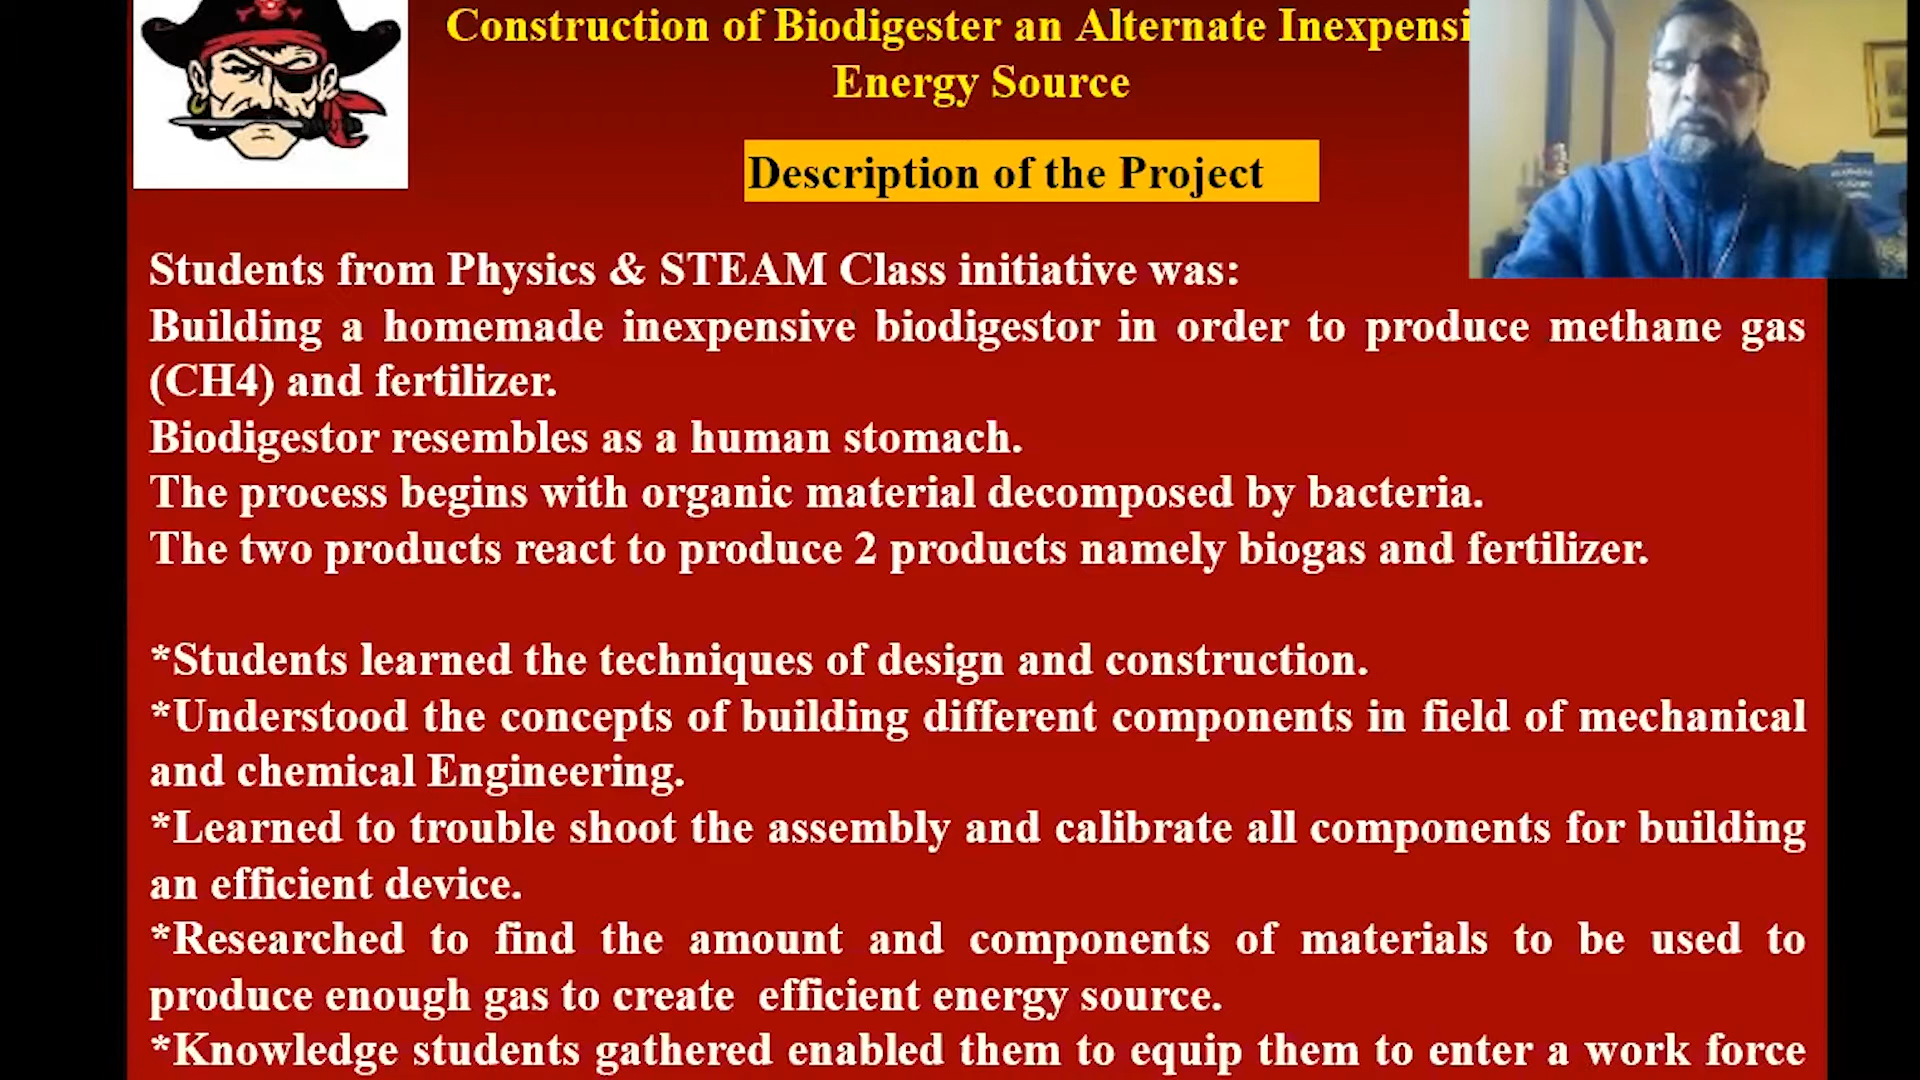 Construction of Biodigester an Alternate Inexpensi
Energy Source
Description of the Project
Students from Physics & STEAM Class initiative was:
Building a homemade inexpensive biodigestor in order to produce methane gas
(CH4) and fertilizer.
Biodigestor resembles as a human stomach.
The process begins with organic material decomposed by bacteria.
The two products react to produce 2 products namely biogas and fertilizer.
*Students learned the techniques of design and construction.
*Understood the concepts of building different components in field of mechanical
and chemical Engineering.
*Learned to trouble shoot the assembly and calibrate all components for building
an efficient device.
*Researched to find the amount and components of materials to be used to
produce enough gas to create  efficient energy source.
*Knowledge students gathered enabled them to equip them to enter a work force